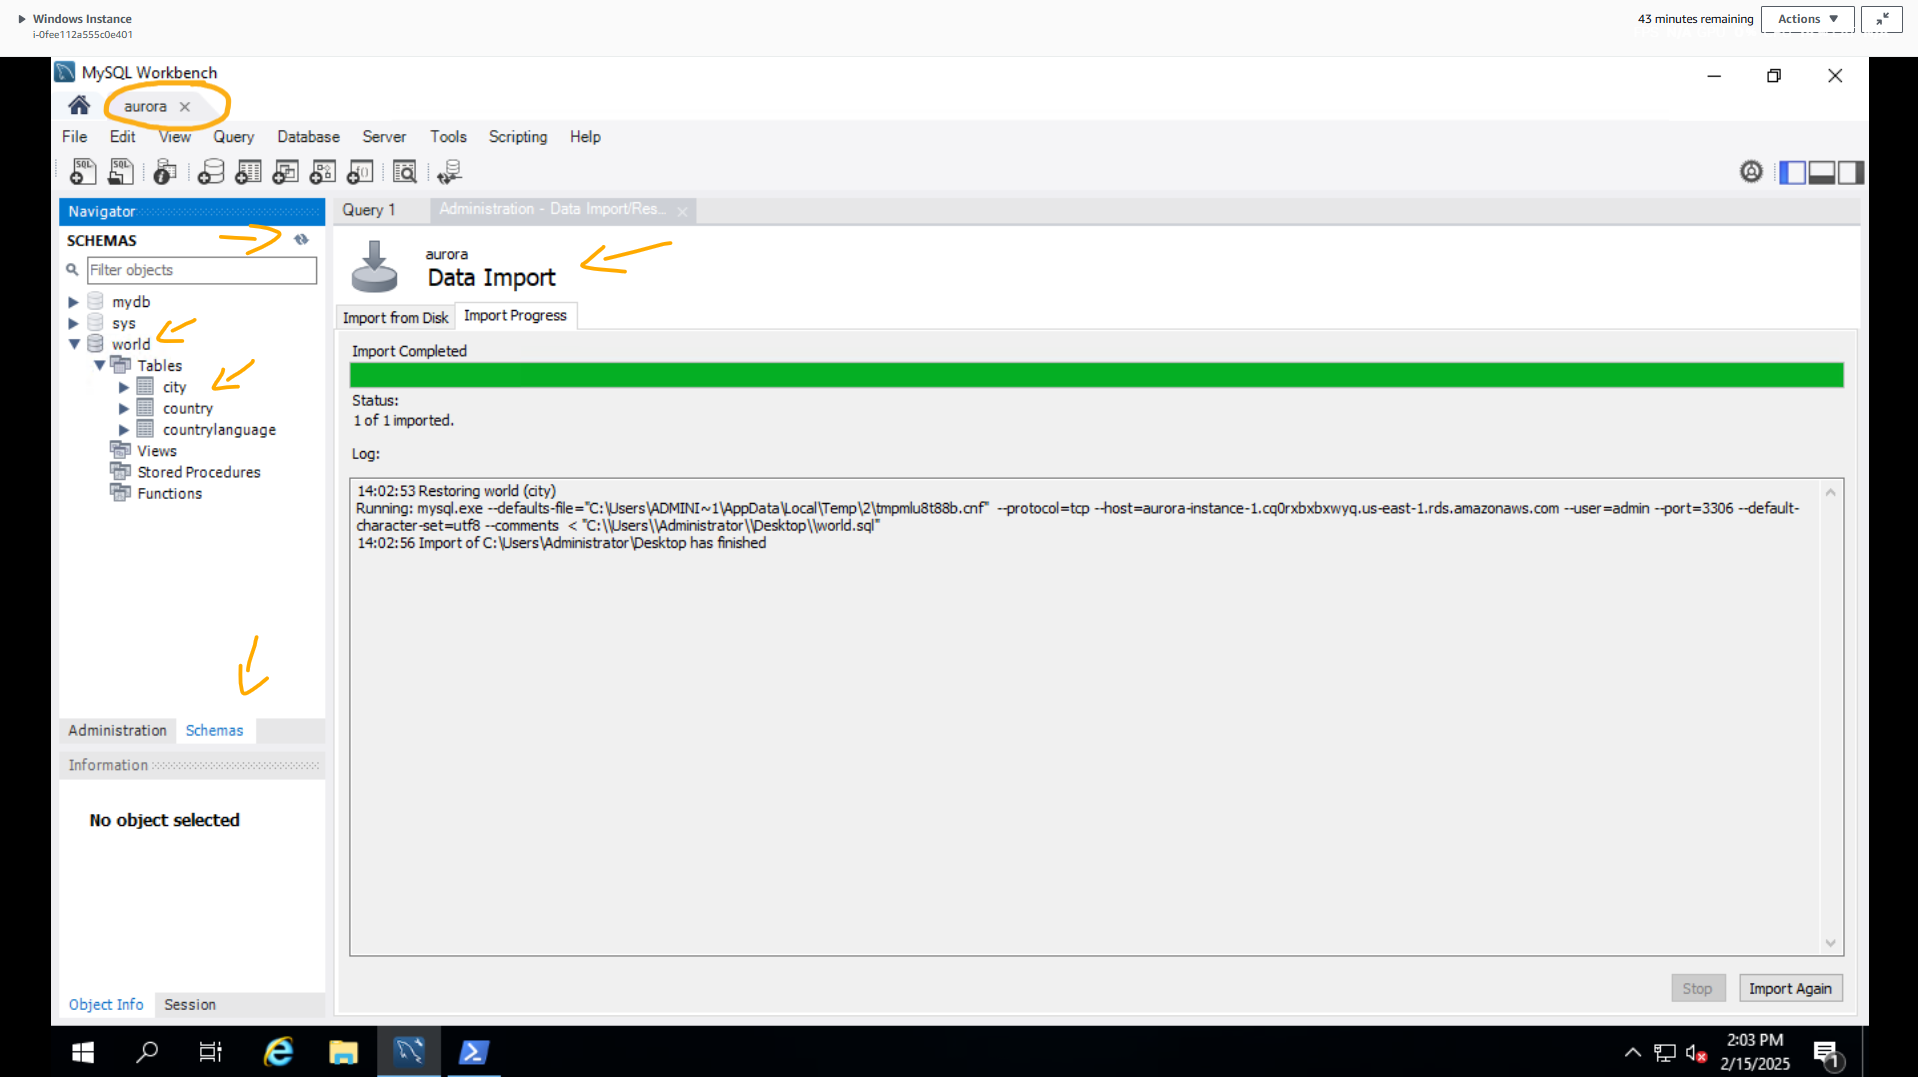 Windows Instance
i-0fee112a555c0e401
43 minutes remaining
Actions
MySQL Workbench
aurora
File Edit View Query Database Server Tools Scripting Help
Navigator
SCHEMAS
Filter objects
mydb
sys
world
Tables
city
country
countrylanguage
Views
Stored Procedures
Functions
Administration Schemas
Information
No object selected
Object Info Session
Query 1 Administration - Data Import/Res...
aurora
Data Import
Import from Disk Import Progress
Import Completed
Status:
1 of 1 imported.
Log:
14:02:53 Restoring world (city)
Running: mysql.exe --defaults-file="C:\Users\ADMINI~1\AppData\Local\Temp\2\tmpmlu8t88b.cnf" --protocol=tcp --host=aurora-instance-1.cq0rxbxbxwyq.us-east-1.rds.amazonaws.com --user=admin --port=3306 --default-
character-set=utf8 --comments < "C:\\Users\\Administrator\\Desktop\\world.sql"
14:02:56 Import of C:\Users\Administrator\Desktop has finished
Stop Import Again
2:03 PM
2/15/2025
1